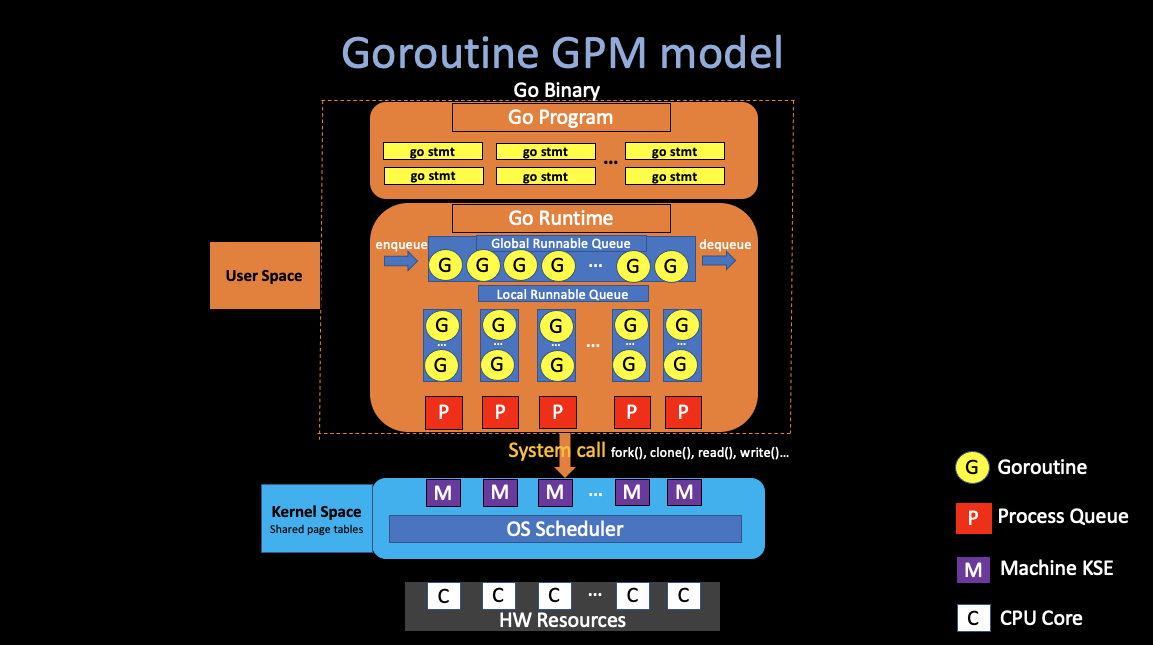 Goroutine GPM model
Go Binary
Go Program
go stmt go stmt ... go stmt
go stmt go stmt go stmt
Go Runtime
enqueue Global Runnable Queue dequeue
G G G G ... G G
Local Runnable Queue
User Space
G G G G G
... ... ... ... ... ...
G G G G G
P P P P P
System call fork(), clone(), read(), write()...
M M M ... M M
Kernel Space
Shared page tables
OS Scheduler
C C C ... C C
HW Resources
G Goroutine
P Process Queue
M Machine KSE
C CPU Core